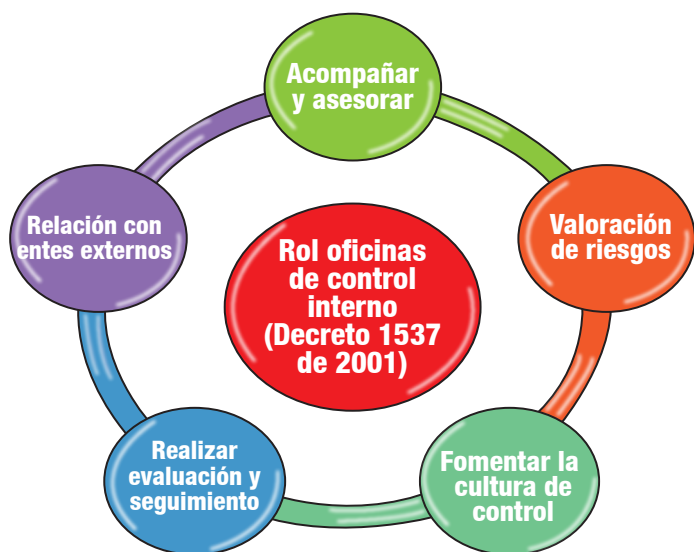 Acompañar
y asesorar
Valoración
de riesgos
Fomentar la
cultura de
control
Realizar
evaluación y
seguimiento
Relación con
entes externos
Rol oficinas
de control
interno
(Decreto 1537
de 2001)